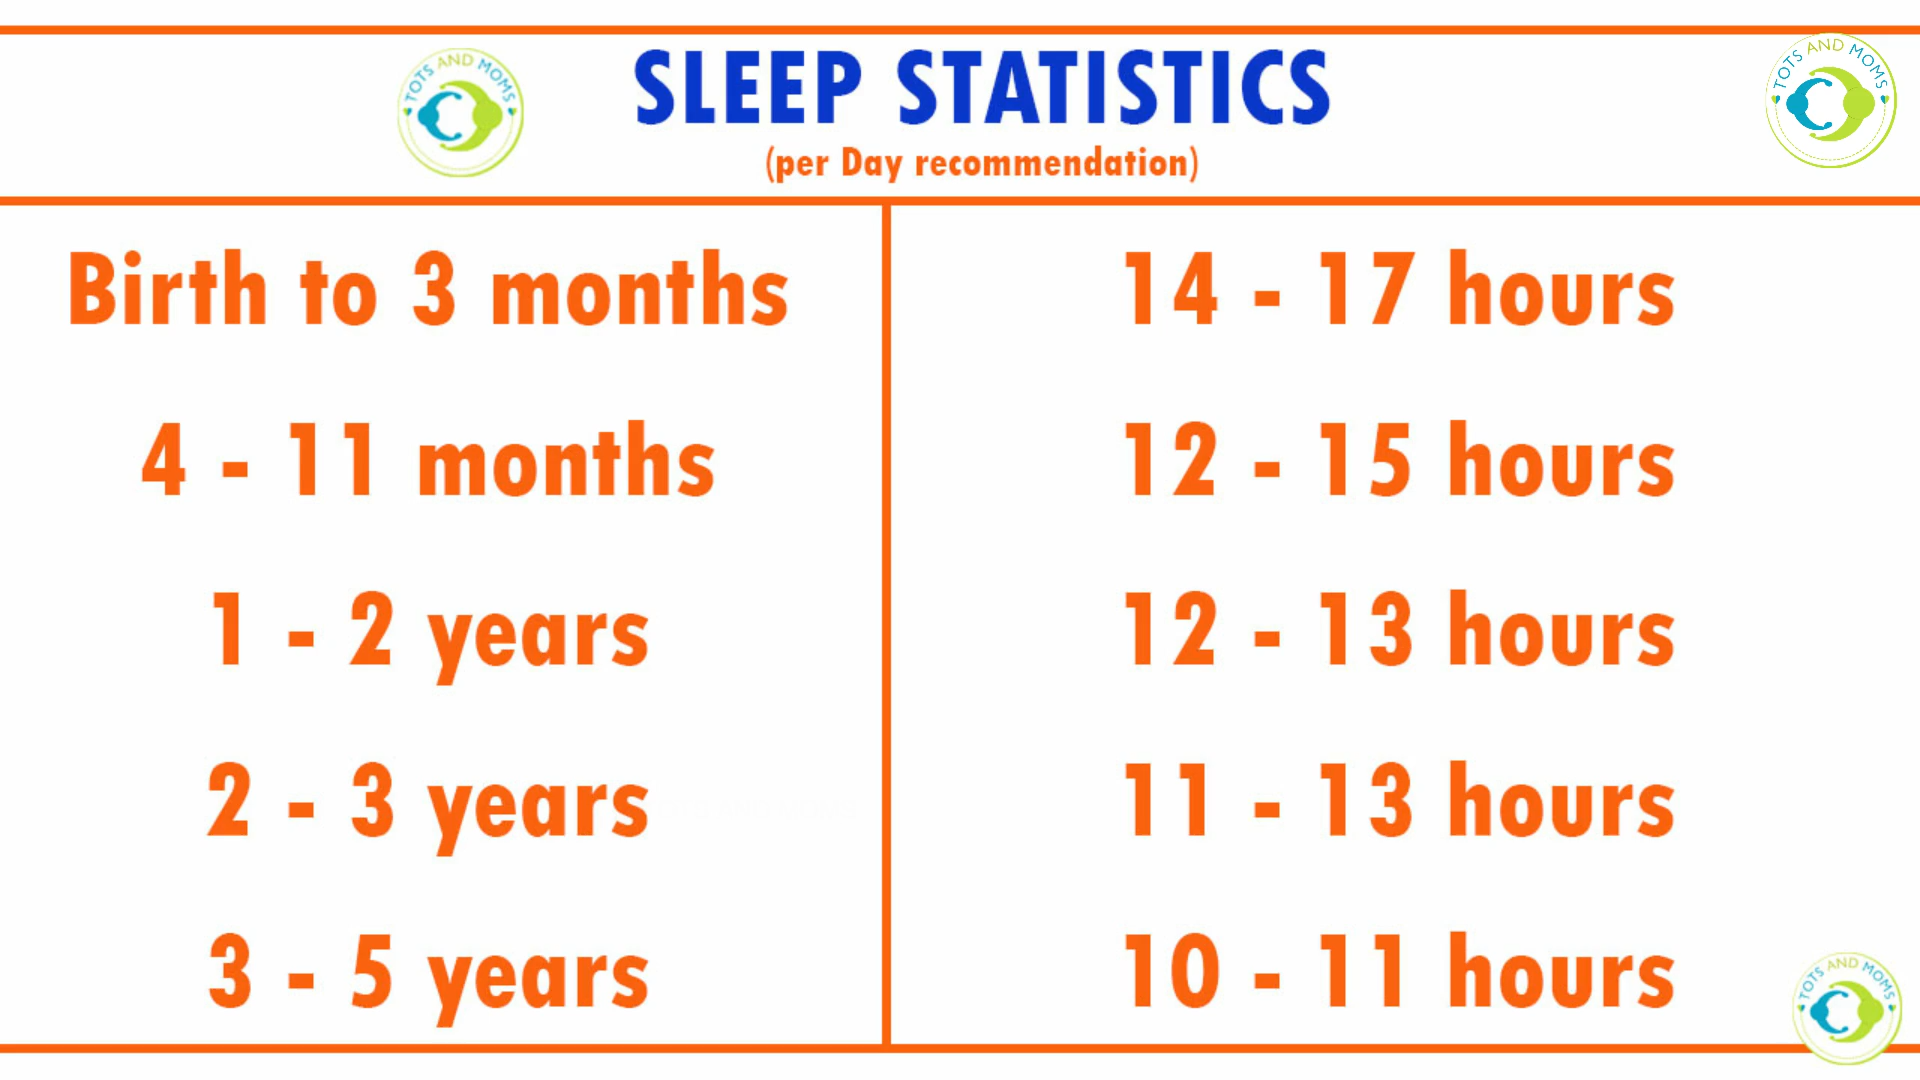 TOTS AND MOMS
SLEEP STATISTICS
TOTS AND MOMS
(per Day recommendation)
Birth to 3 months 14 - 17 hours
4 - 11 months 12 - 15 hours
1 - 2 years 12 - 13 hours
2 - 3 years 11 - 13 hours
3 - 5 years 10 - 11 hours
TOTS AND MOMS